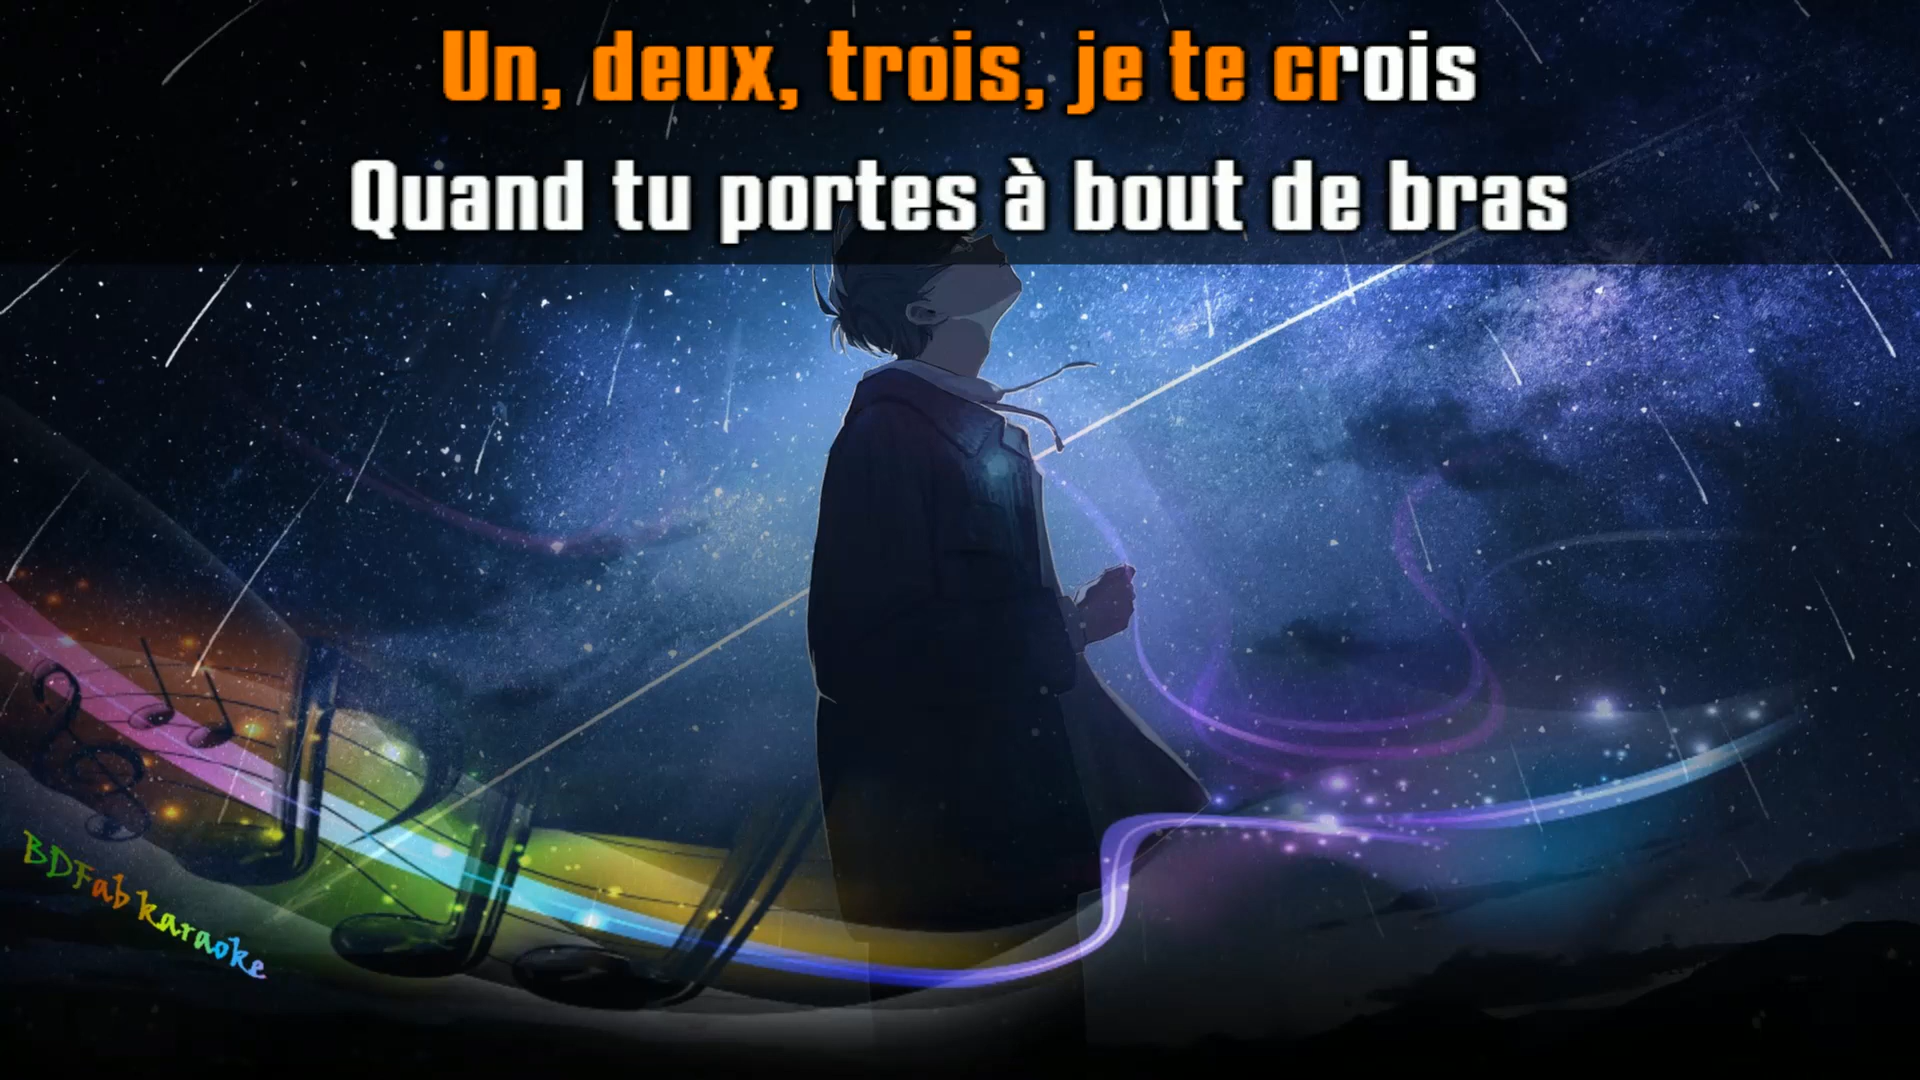 Un, deux, trois, je te crois
Quand tu portes à bout de bras
BDFab karaoke